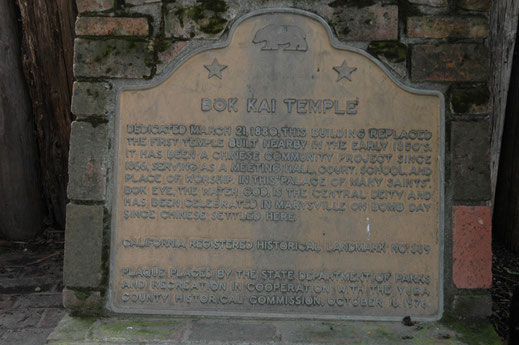 BOK KAI TEMPLE
DEDICATED MARCH 21, 1880, THIS BUILDING REPLACED
THE FIRST TEMPLE BUILT NEARBY IN THE EARLY 1850'S.
IT HAS BEEN A CHINESE COMMUNITY PROJECT SINCE
1866, SERVING AS A MEETING HALL, COURT, SCHOOL, AND
PLACE OF WORSHIP. IN THIS "PALACE OF MANY SAINTS",
BOK EYE, THE WATER GOD, IS THE CENTRAL DEITY AND
HAS BEEN CELEBRATED IN MARYSVILLE ON BOMB DAY
SINCE CHINESE SETTLED HERE.
CALIFORNIA REGISTERED HISTORICAL LANDMARK NO. 889
PLAQUE PLACED BY THE STATE DEPARTMENT OF PARKS
AND RECREATION IN COOPERATION WITH THE YUBA
COUNTY HISTORICAL COMMISSION, OCTOBER 11, 1976.